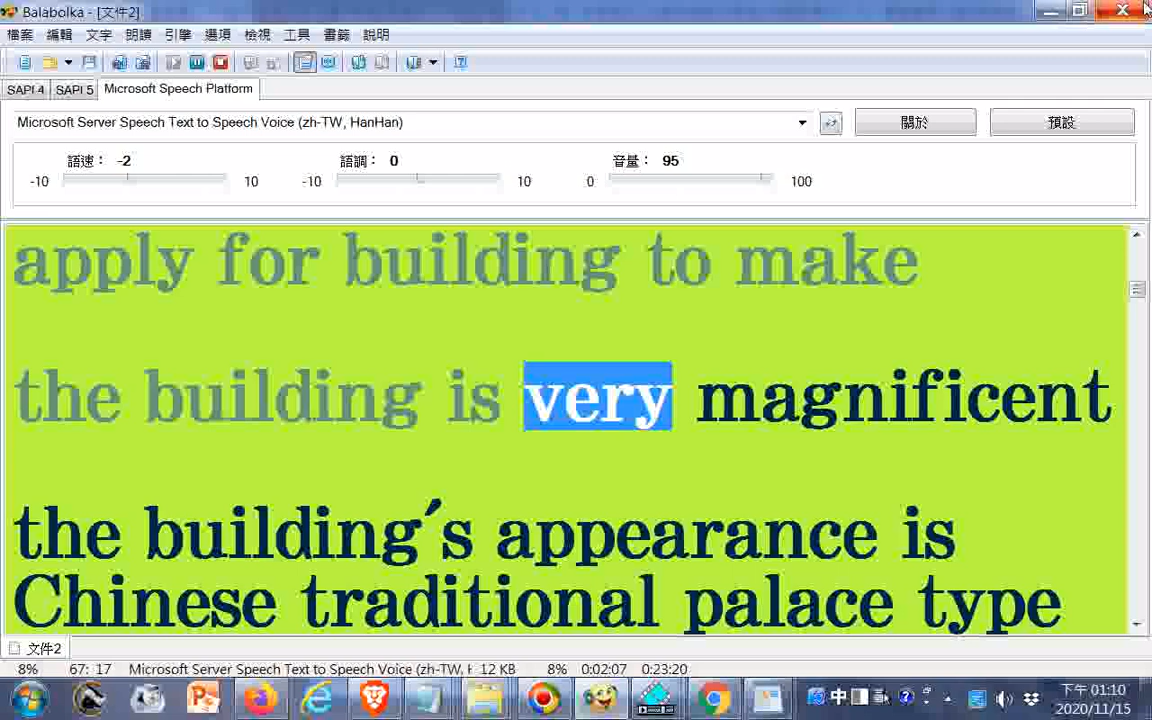 Balabolka - [文件2]
檔案 編輯 文字 朗讀 引擎 選項 檢視 工具 書籤 說明
SAPI 4 SAPI 5 Microsoft Speech Platform
Microsoft Server Speech Text to Speech Voice (zh-TW, HanHan) 關於 預設
語速： -2 語調： 0 音量： 95
-10 10 -10 10 0 100
apply for building to make
the building is very magnificent
the building's appearance is
Chinese traditional palace type
文件2
8% 67: 17 Microsoft Server Speech Text to Speech Voice (zh-TW, H 12 KB 8% 0:02:07 0:23:20
中 下午 01:10
2020/11/15